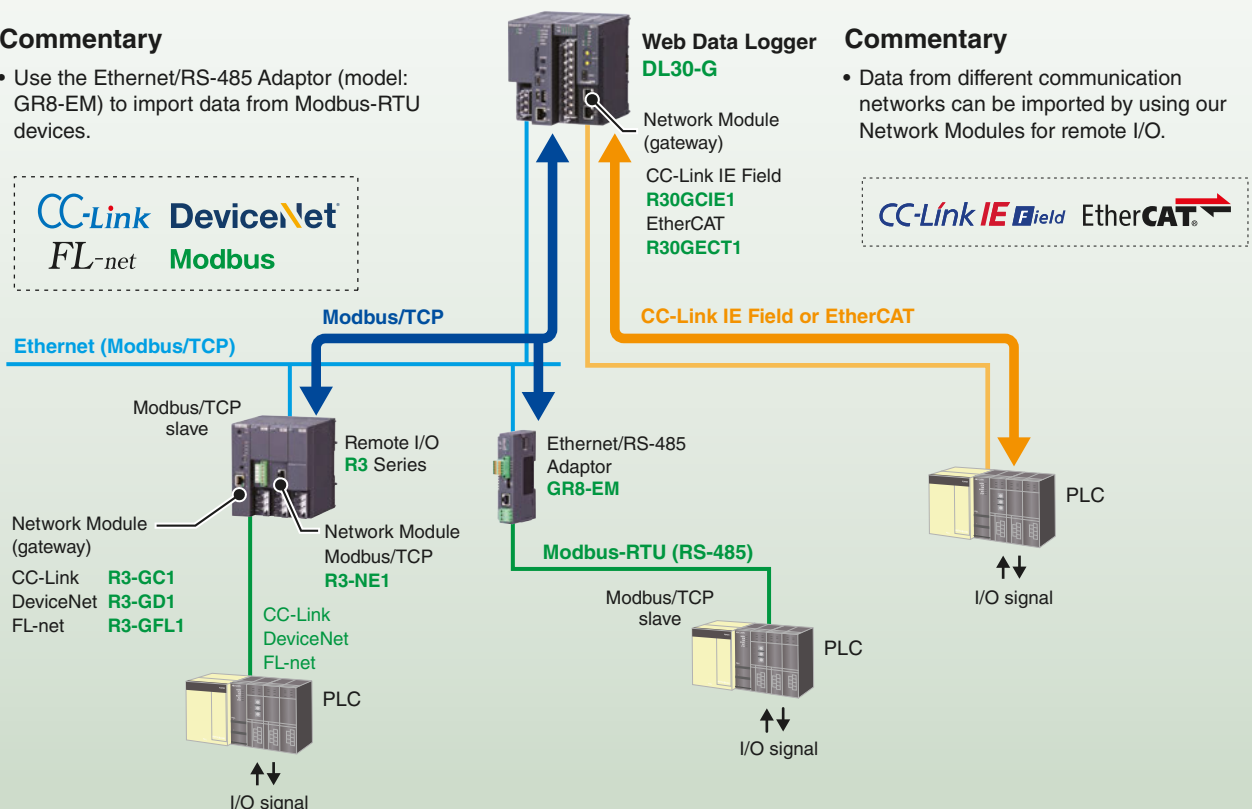 Commentary
• Use the Ethernet/RS-485 Adaptor (model:
GR8-EM) to import data from Modbus-RTU
devices.
CC-Link DeviceNet
FL-net Modbus
Web Data Logger
DL30-G
Network Module
(gateway)
CC-Link IE Field
R30GCIE1
EtherCAT
R30GECT1
Commentary
• Data from different communication
networks can be imported by using our
Network Modules for remote I/O.
CC-Link IE Field EtherCAT®
Modbus/TCP
CC-Link IE Field or EtherCAT
Ethernet (Modbus/TCP)
Modbus/TCP
slave
Remote I/O
R3 Series
Ethernet/RS-485
Adaptor
GR8-EM
PLC
I/O signal
Network Module
(gateway)
CC-Link R3-GC1
DeviceNet R3-GD1
FL-net R3-GFL1
Network Module
Modbus/TCP
R3-NE1
Modbus-RTU (RS-485)
CC-Link
DeviceNet
FL-net
Modbus/TCP
slave
PLC
I/O signal
PLC
I/O signal